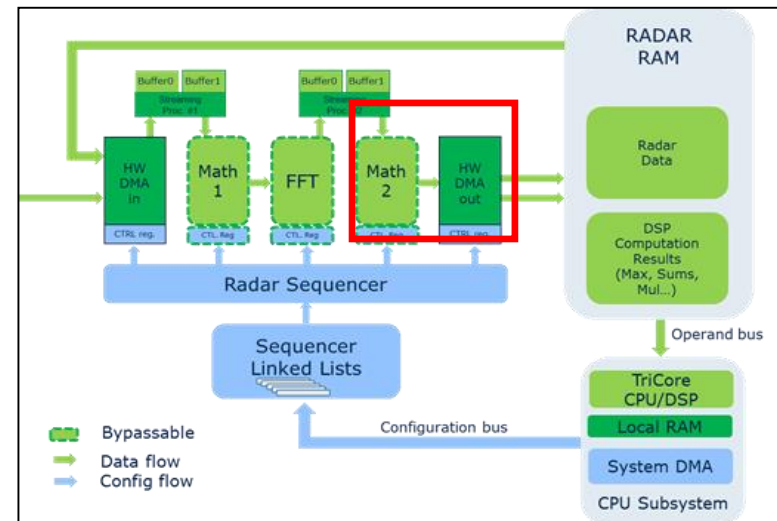 RADAR
RAM
Buffer0 Buffer1
Streaming
Proc. #1
Buffer0 Buffer1
Streaming
HW
DMA
in
CTRL reg.
Math
1
CTL. Reg
FFT
CTL. Reg
Math
2
CTL. Reg
HW
DMA
out
CTRL reg.
Radar
Data
DSP
Computation
Results
(Max, Sums,
Mul...)
Radar Sequencer
Sequencer
Linked Lists
Operand bus
TriCore
CPU/DSP
Local RAM
System DMA
CPU Subsystem
Configuration bus
Bypassable
Data flow
Config flow